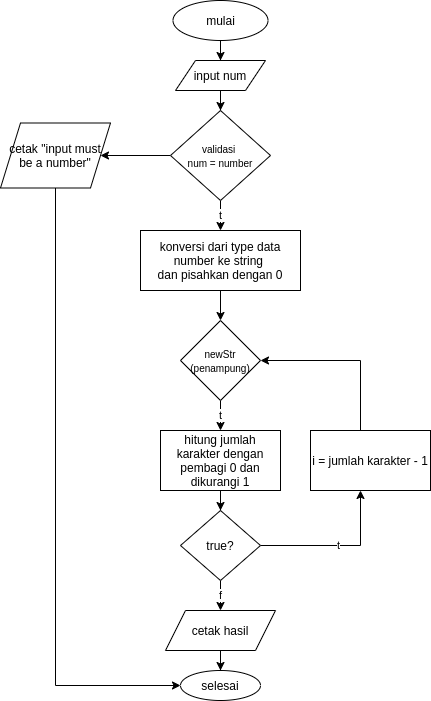 mulai
input num
validasi
num = number
cetak "input must
be a number"
t
konversi dari type data
number ke string
dan pisahkan dengan 0
newStr
(penampung)
t
hitung jumlah
karakter dengan
pembagi 0 dan
dikurangi 1
i = jumlah karakter - 1
true?
t
f
cetak hasil
selesai